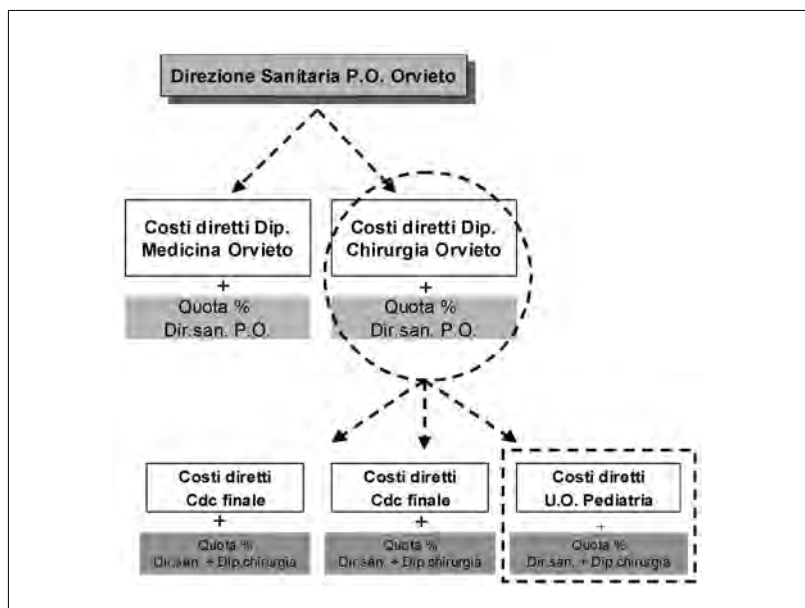 Direzione Sanitaria P.O. Orvieto
Costi diretti Dip.
Medicina Orvieto
+
Quota %
Dir.san. P.O.
Costi diretti Dip.
Chirurgia Orvieto
+
Quota %
Dir.san. P.O.
Costi diretti
Cdc finale
+
Quota %
Dir.san. + Dip.chirurgia
Costi diretti
Cdc finale
+
Quota %
Dir.san. + Dip.chirurgia
Costi diretti
U.O. Pediatria
+
Quota %
Dir.san. + Dip.chirurgia